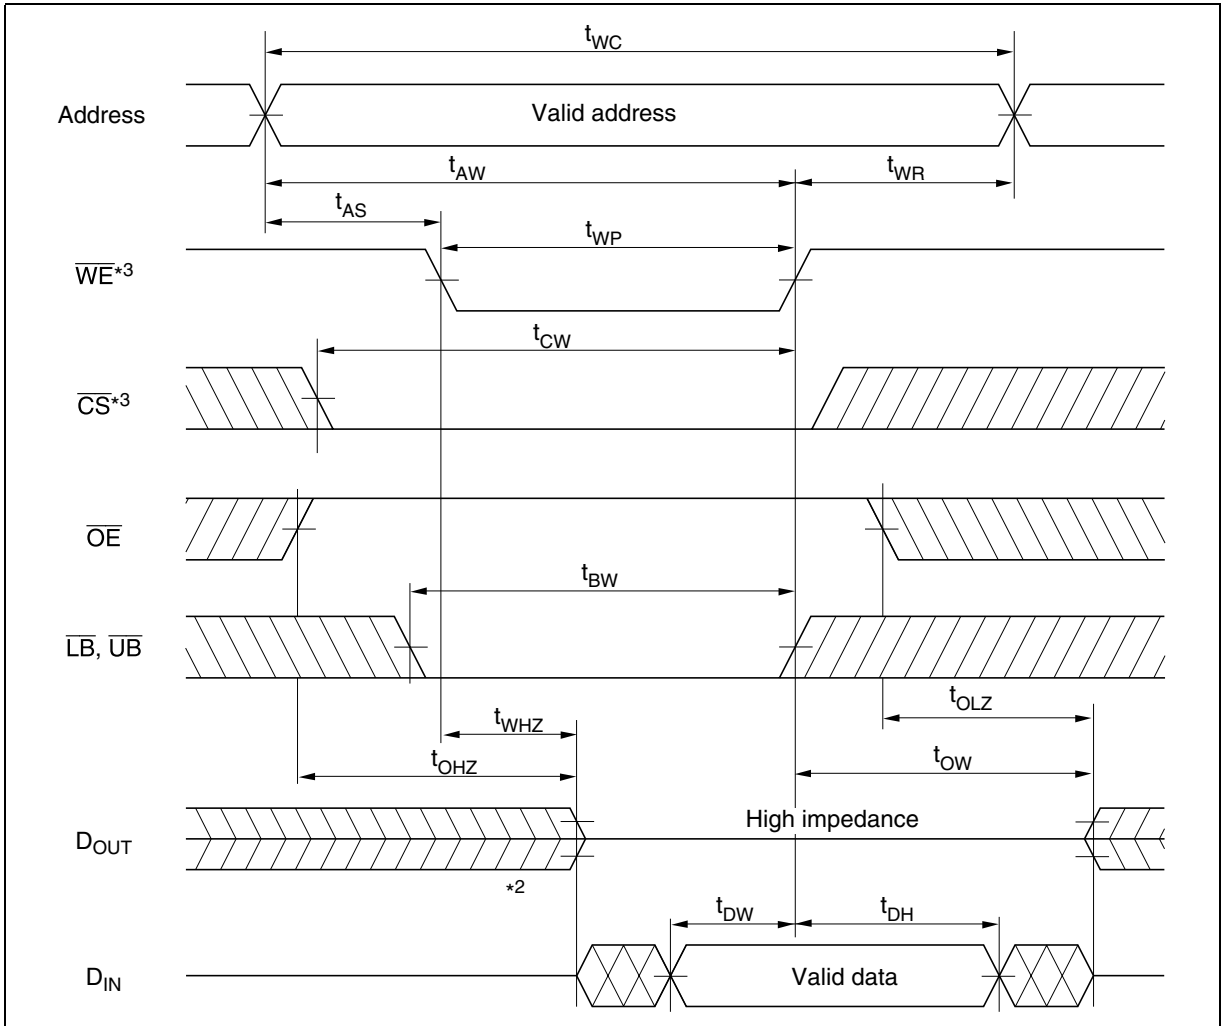 tWC
Address
Valid address
tAW
tWR
tAS
tWP
WE*3
tCW
CS*3
OE
tBW
LB, UB
tOLZ
tWHZ
tOW
tOHZ
High impedance
DOUT
*2
tDW
tDH
DIN
Valid data